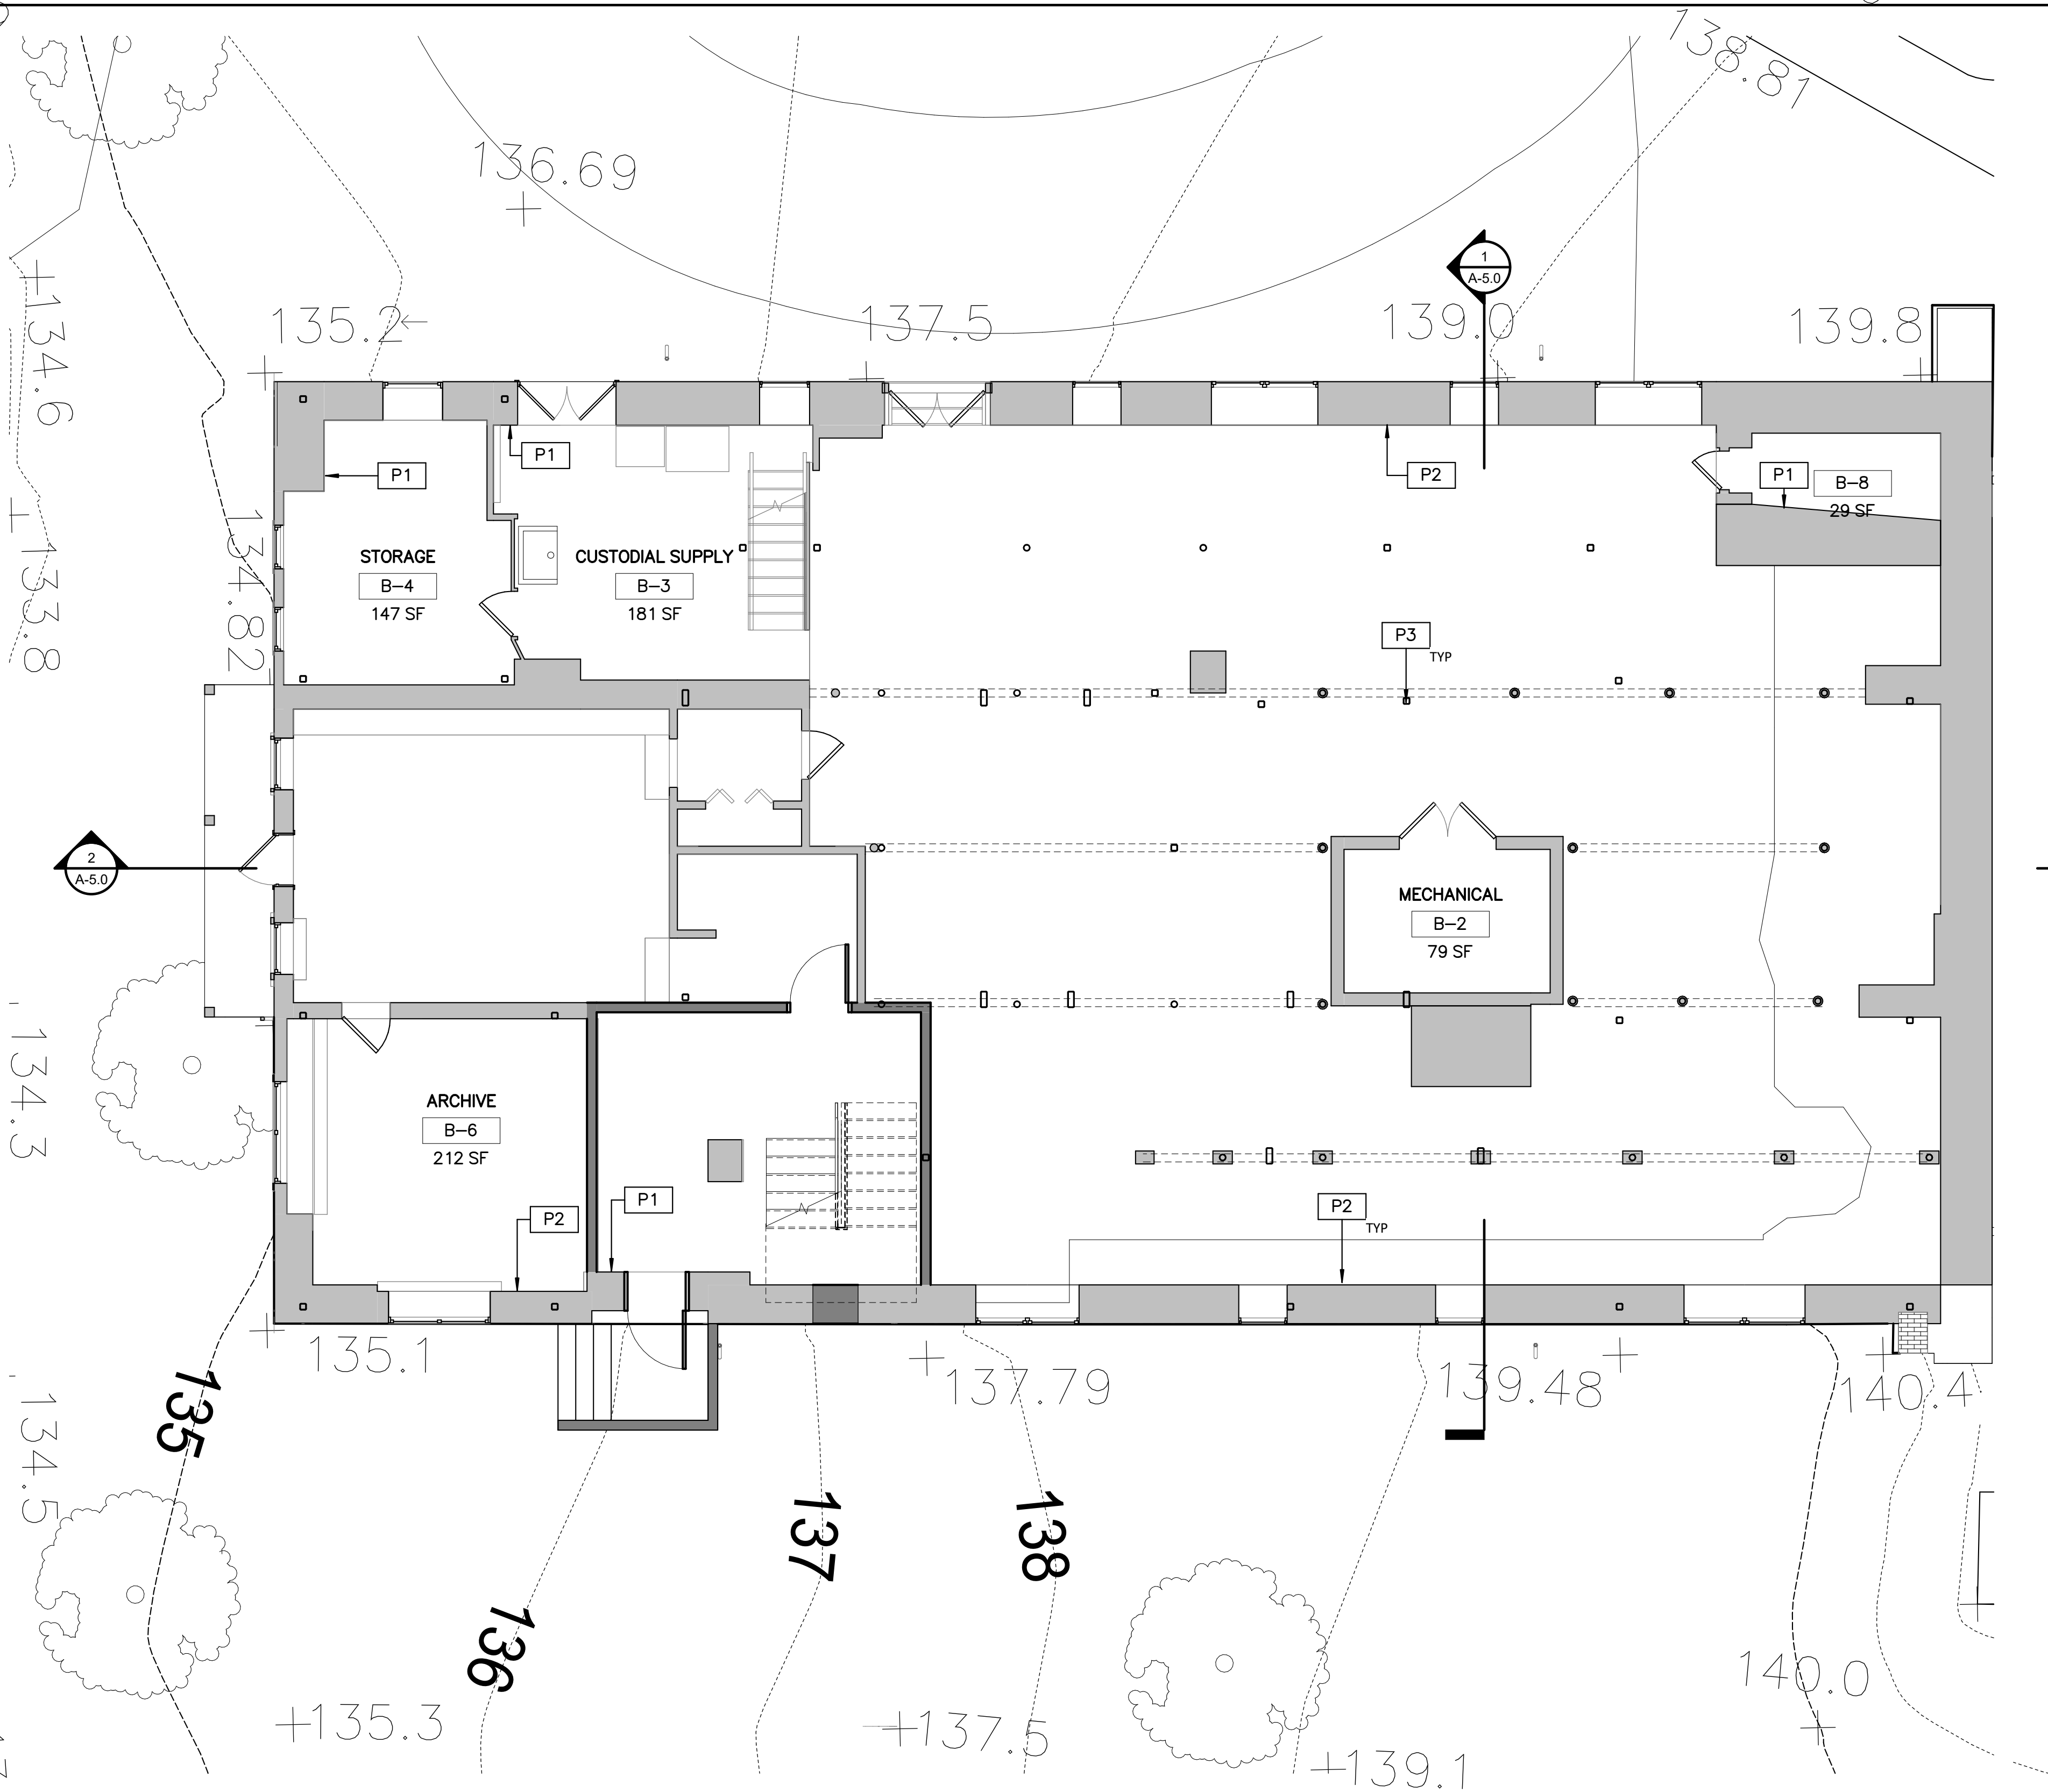 138.81
136.69
1
A-5.0
134.6
135.2
137.5
139.0
139.8
P1
P1
P2
P1
B-8
29 SF
133.8
134.82
STORAGE
B-4
147 SF
CUSTODIAL SUPPLY
B-3
181 SF
P3
TYP
2
A-5.0
MECHANICAL
B-2
79 SF
134.3
ARCHIVE
B-6
212 SF
P2
P1
P2
TYP
135.1
137.79
139.48
140.4
134.5
135
137
138
136
140.0
135.3
137.5
139.1